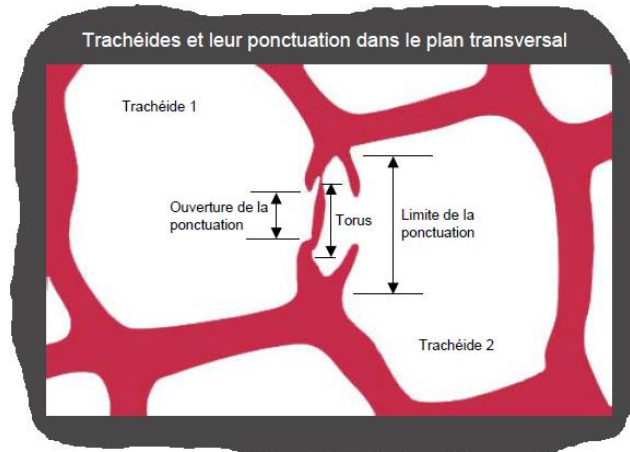 Trachéides et leur ponctuation dans le plan transversal
Trachéide 1
Ouverture de la
ponctuation
Torus
Limite de la
ponctuation
Trachéide 2